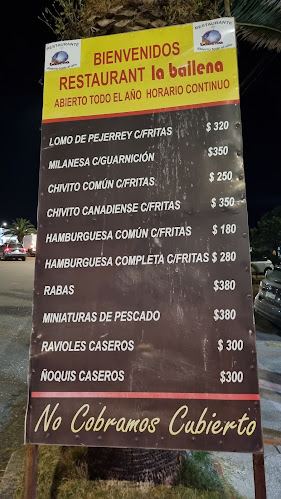 RESTAURANTE
RESTAURANTE
BIENVENIDOS
RESTAURANT la ballena
ABIERTO TODO EL AÑO HORARIO CONTINUO
LOMO DE PEJERREY C/FRITAS $ 320
MILANESA C/GUARNICIÓN $350
CHIVITO COMÚN C/FRITAS $ 250
CHIVITO CANADIENSE C/FRITAS $ 350
HAMBURGUESA COMÚN C/FRITAS $ 180
HAMBURGUESA COMPLETA C/FRITAS $ 280
RABAS $380
MINIATURAS DE PESCADO $380
RAVIOLES CASEROS $ 300
ÑOQUIS CASEROS $300
No Cobramos Cubierto